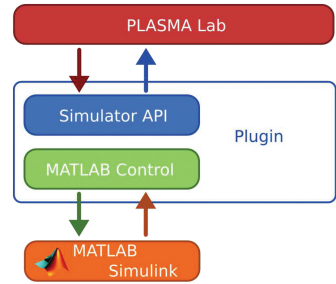 PLASMA Lab
Simulator API
Plugin
MATLAB Control
MATLAB
Simulink